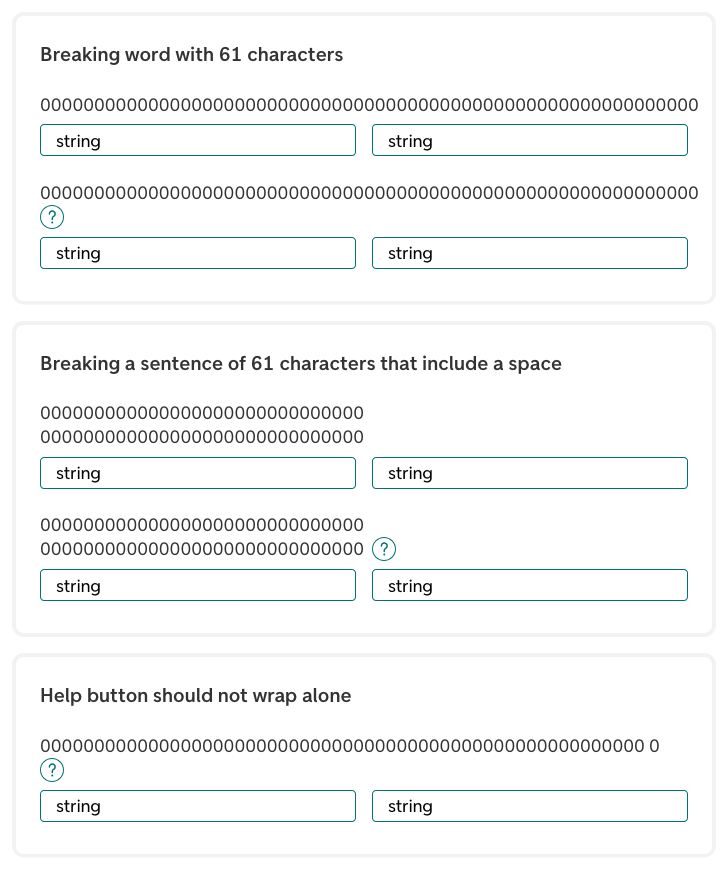 Breaking word with 61 characters
0000000000000000000000000000000000000000000000000000000000000
string string
0000000000000000000000000000000000000000000000000000000000000
?
string string
Breaking a sentence of 61 characters that include a space
000000000000000000000000000000
000000000000000000000000000000
string string
000000000000000000000000000000
000000000000000000000000000000 ?
string string
Help button should not wrap alone
00000000000000000000000000000000000000000000000000000000 0
?
string string